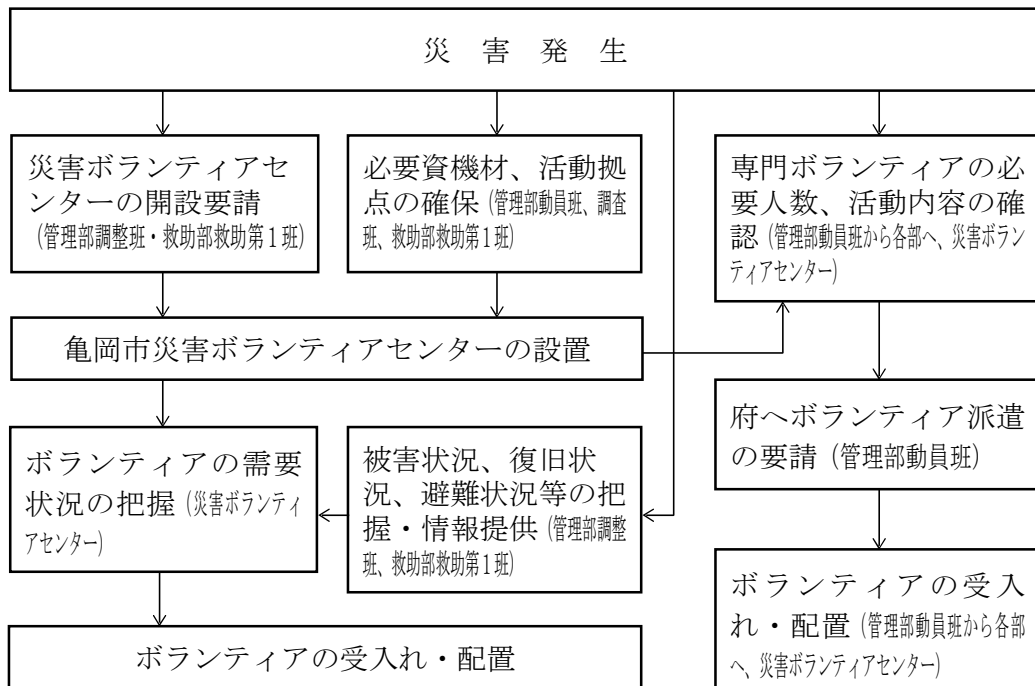 災害発生
災害ボランティアセ
ンターの開設要請
(管理部調整班・救助部救助第1班)
必要資機材、活動拠
点の確保(管理部動員班、調査
班、救助部救助第1班)
専門ボランティアの必
要人数、活動内容の確
認(管理部動員班から各部へ、災害ボラン
ティアセンター)
亀岡市災害ボランティアセンターの設置
ボランティアの需要
状況の把握(災害ボランティ
アセンター)
被害状況、復旧状
況、避難状況等の把
握・情報提供(管理部調整
班、救助部救助第1班)
府へボランティア派遣
の要請(管理部動員班)
ボランティアの受入れ・配置
ボランティアの受入
れ・配置(管理部動員班から各部
へ、災害ボランティアセンター)